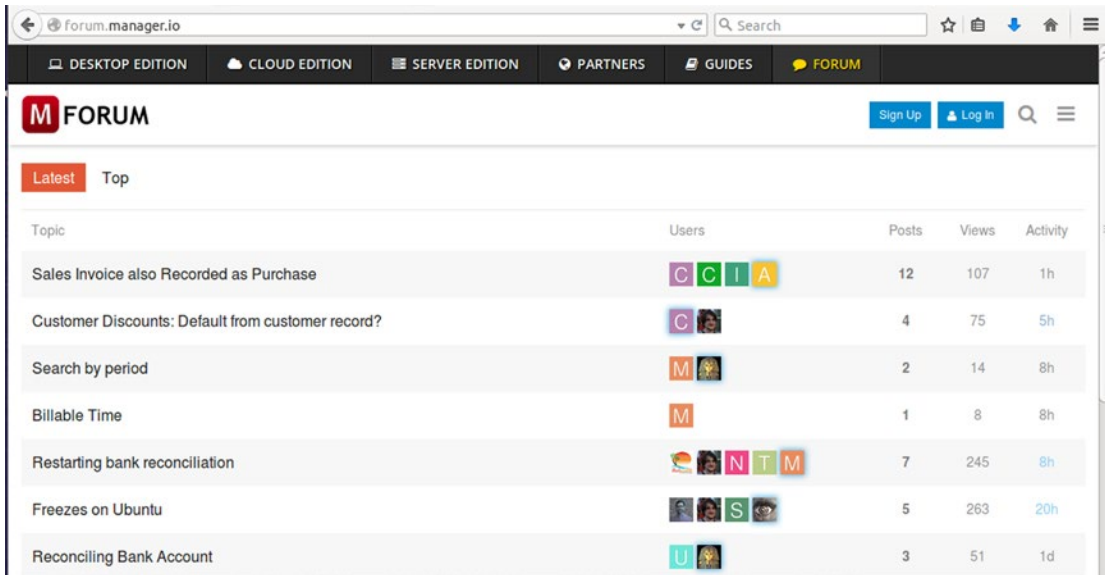 forum.manager.io Search
DESKTOP EDITION CLOUD EDITION SERVER EDITION PARTNERS GUIDES FORUM
M FORUM Sign Up Log In
Latest Top
Topic Users Posts Views Activity
Sales Invoice also Recorded as Purchase C C I A 12 107 1h
Customer Discounts: Default from customer record? C 4 75 5h
Search by period M 2 14 8h
Billable Time M 1 8 8h
Restarting bank reconciliation N T M 7 245 8h
Freezes on Ubuntu S 5 263 20h
Reconciling Bank Account U 3 51 1d